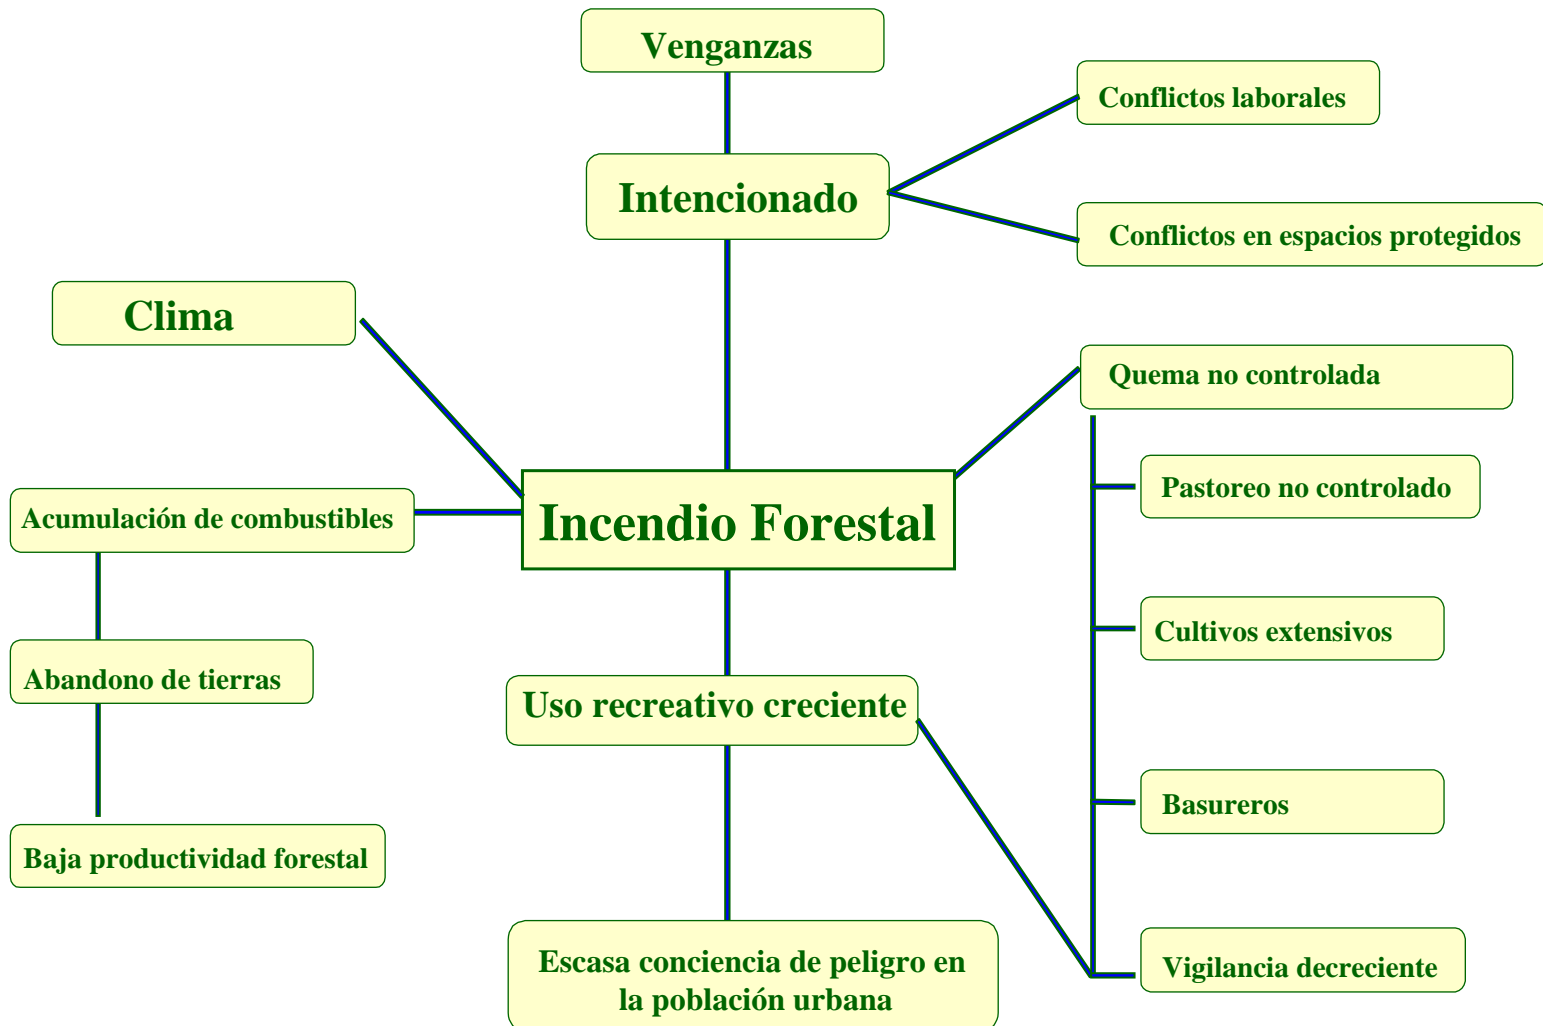 Venganzas
Conflictos laborales
Intencionado
Conflictos en espacios protegidos
Clima
Quema no controlada
Pastoreo no controlado
Acumulación de combustibles
Incendio Forestal
Cultivos extensivos
Abandono de tierras
Uso recreativo creciente
Basureros
Baja productividad forestal
Escasa conciencia de peligro en
la población urbana
Vigilancia decreciente